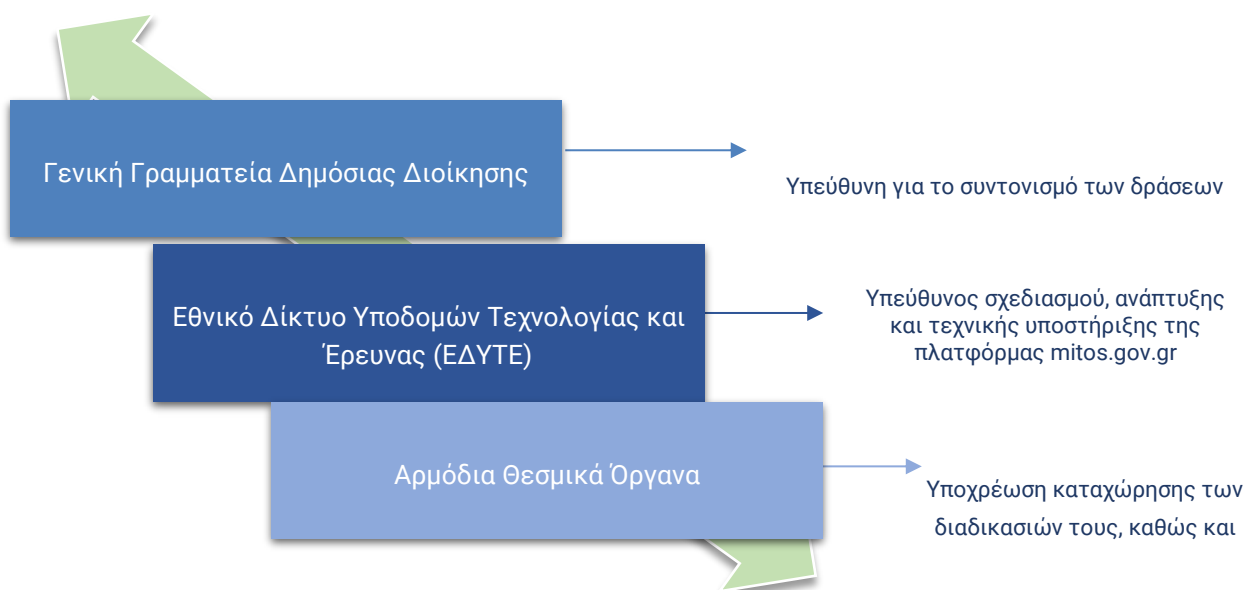 Γενική Γραμματεία Δημόσιας Διοίκησης
Υπεύθυνη για το συντονισμό των δράσεων
Εθνικό Δίκτυο Υποδομών Τεχνολογίας και
Έρευνας (ΕΔΥΤΕ)
Υπεύθυνος σχεδιασμού, ανάπτυξης
και τεχνικής υποστήριξης της
πλατφόρμας mitos.gov.gr
Αρμόδια Θεσμικά Όργανα
Υποχρέωση καταχώρησης των
διαδικασιών τους, καθώς και